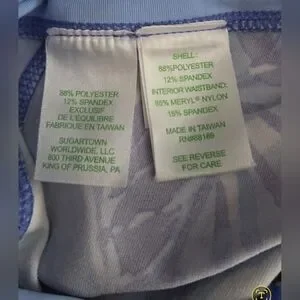 88% POLYESTER
12% SPANDEX
EXCLUSIF
DE L'EQUILIBRE
FABRIQUE EN TAIWAN
SUGARTOWN
WORLDWIDE, LLC
800 THIRD AVENUE
KING OF PRUSSIA, PA
SHELL:
88%POLYESTER
12% SPANDEX
INTERIOR WAISTBAND:
85% MERYL® NYLON
15% SPANDEX
MADE IN TAIWAN
RN#88169
SEE REVERSE
FOR CARE